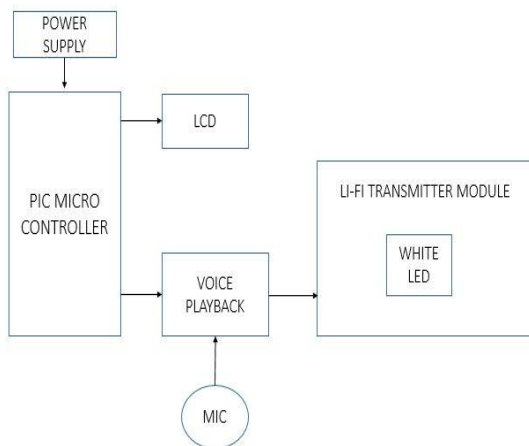 POWER
SUPPLY
LCD
PIC MICRO
CONTROLLER
LI-FI TRANSMITTER MODULE
WHITE
LED
VOICE
PLAYBACK
MIC